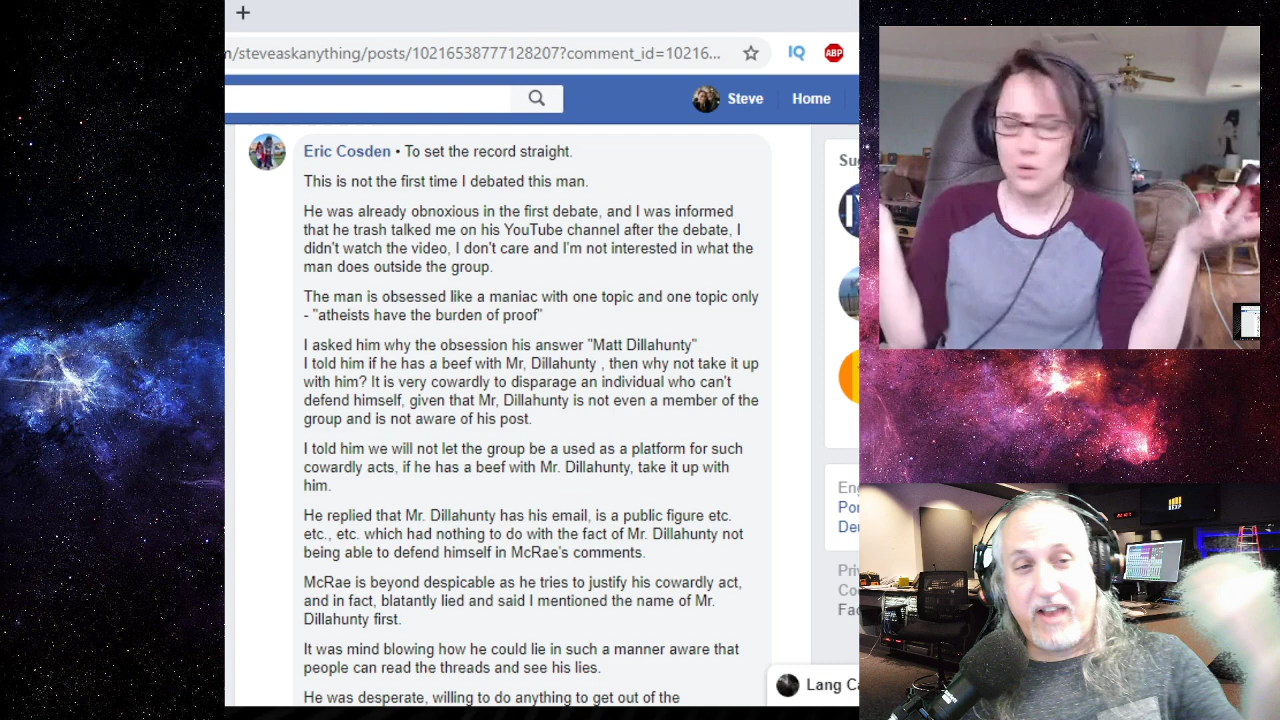 +
m/steveaskanything/posts/10216538777128207?comment_id=10216...
IQ
ABP
Steve Home
Eric Cosden • To set the record straight.
Su
This is not the first time I debated this man.
He was already obnoxious in the first debate, and I was informed
that he trash talked me on his YouTube channel after the debate, I
didn't watch the video, I don't care and I'm not interested in what the
man does outside the group.
The man is obsessed like a maniac with one topic and one topic only
- "atheists have the burden of proof"
I asked him why the obsession his answer "Matt Dillahunty"
I told him if he has a beef with Mr, Dillahunty , then why not take it up
with him? It is very cowardly to disparage an individual who can't
defend himself, given that Mr, Dillahunty is not even a member of the
group and is not aware of his post.
I told him we will not let the group be a used as a platform for such
cowardly acts, if he has a beef with Mr. Dillahunty, take it up with
him.
He replied that Mr. Dillahunty has his email, is a public figure etc.
etc., etc. which had nothing to do with the fact of Mr. Dillahunty not
being able to defend himself in McRae's comments.
McRae is beyond despicable as he tries to justify his cowardly act,
and in fact, blatantly lied and said I mentioned the name of Mr.
Dillahunty first.
It was mind blowing how he could lie in such a manner aware that
people can read the threads and see his lies.
He was desperate, willing to do anything to get out of the
Eng
Por
Deu
Priv
Coo
Fac
Lang Ca